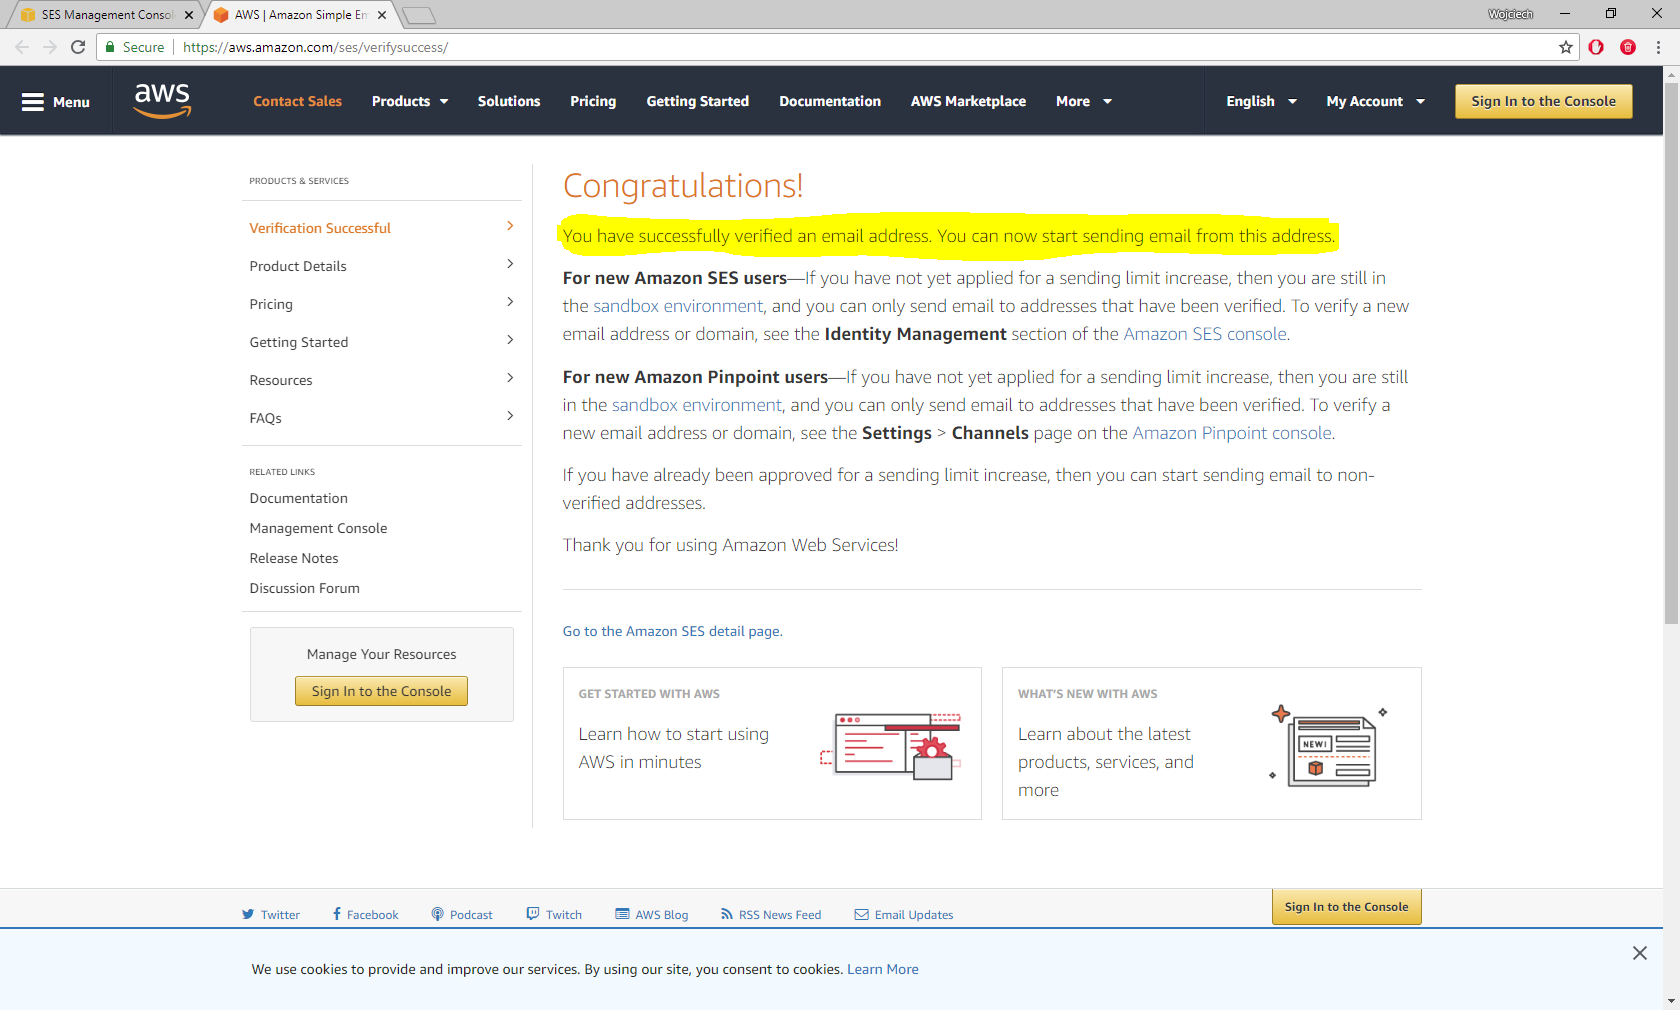 SES Management Consol
AWS | Amazon Simple Em
Wojciech
Secure
https://aws.amazon.com/ses/verifysuccess/
Menu
aws
Contact Sales
Products
Solutions
Pricing
Getting Started
Documentation
AWS Marketplace
More
English
My Account
Sign In to the Console
PRODUCTS & SERVICES
Verification Successful
Product Details
Pricing
Getting Started
Resources
FAQs
RELATED LINKS
Documentation
Management Console
Release Notes
Discussion Forum
Manage Your Resources
Sign In to the Console
Congratulations!
You have successfully verified an email address. You can now start sending email from this address.
For new Amazon SES users—If you have not yet applied for a sending limit increase, then you are still in
the sandbox environment, and you can only send email to addresses that have been verified. To verify a new
email address or domain, see the Identity Management section of the Amazon SES console.
For new Amazon Pinpoint users—If you have not yet applied for a sending limit increase, then you are still
in the sandbox environment, and you can only send email to addresses that have been verified. To verify a
new email address or domain, see the Settings > Channels page on the Amazon Pinpoint console.
If you have already been approved for a sending limit increase, then you can start sending email to non-
verified addresses.
Thank you for using Amazon Web Services!
Go to the Amazon SES detail page.
GET STARTED WITH AWS
Learn how to start using
AWS in minutes
WHAT'S NEW WITH AWS
Learn about the latest
products, services, and
more
NEW!
Twitter
Facebook
Podcast
Twitch
AWS Blog
RSS News Feed
Email Updates
Sign In to the Console
We use cookies to provide and improve our services. By using our site, you consent to cookies. Learn More